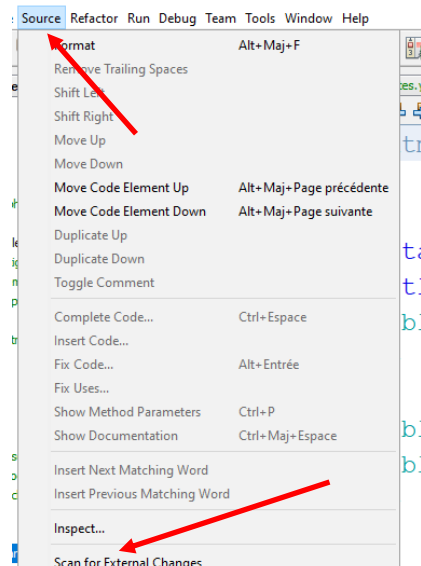 Source Refactor Run Debug Team Tools Window Help
Format Alt+Maj+F
Remove Trailing Spaces
Shift Left
Shift Right
Move Up
Move Down
Move Code Element Up Alt+Maj+Page précédente
Move Code Element Down Alt+Maj+Page suivante
Duplicate Up
Duplicate Down
Toggle Comment
Complete Code... Ctrl+Espace
Insert Code...
Fix Code... Alt+Entrée
Fix Uses...
Show Method Parameters Ctrl+P
Show Documentation Ctrl+Maj+Espace
Insert Next Matching Word
Insert Previous Matching Word
Inspect...
Scan for External Changes